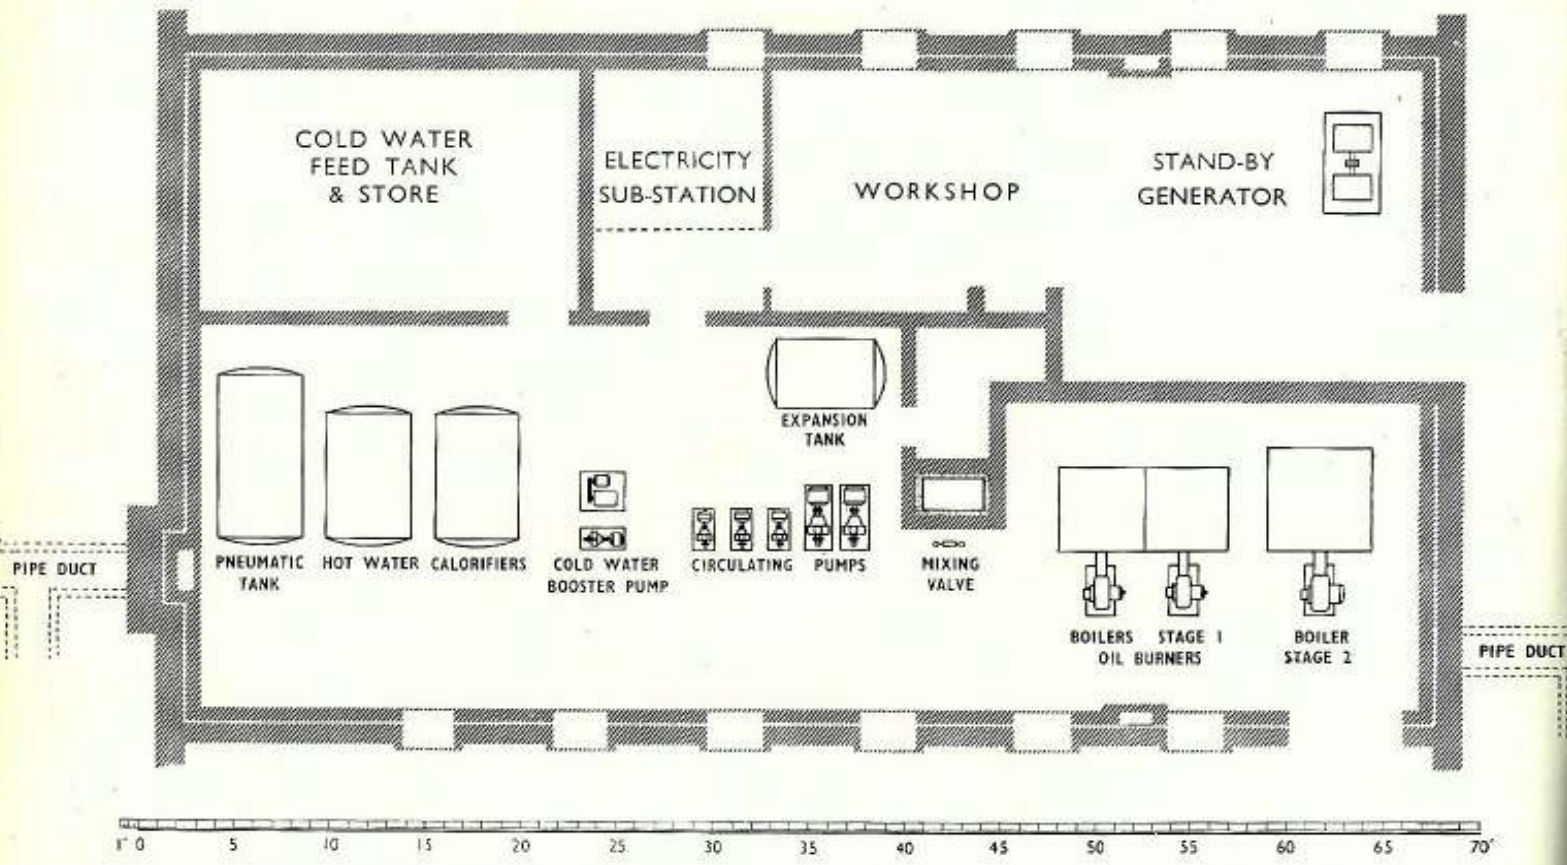 COLD WATER
FEED TANK
& STORE
ELECTRICITY
SUB-STATION
WORKSHOP
STAND-BY
GENERATOR
EXPANSION
TANK
PIPE DUCT
PNEUMATIC
TANK
HOT WATER
CALORIFIERS
COLD WATER
BOOSTER PUMP
CIRCULATING PUMPS
MIXING
VALVE
BOILERS STAGE 1
OIL BURNERS
BOILER
STAGE 2
PIPE DUCT
1' 0 5 10 15 20 25 30 35 40 45 50 55 60 65 70'